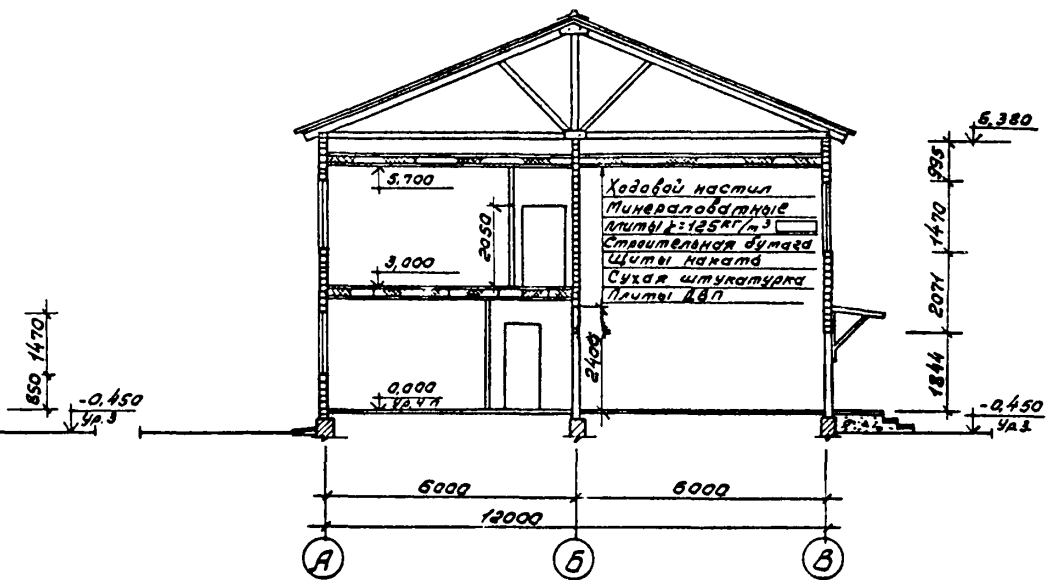 6,380
995
5,700
Ходовой настил
Минераловатные
плиты γ=125кг/м³
Строительная бумага
Щиты наката
Сухая штукатурка
Плиты ДВП
1470
2050
3,000
2071
1470
2400
1844
850
0,000
ур.ч.п
-0,450
ур.з
-0,450
ур.з
6000
6000
12000
А
Б
В